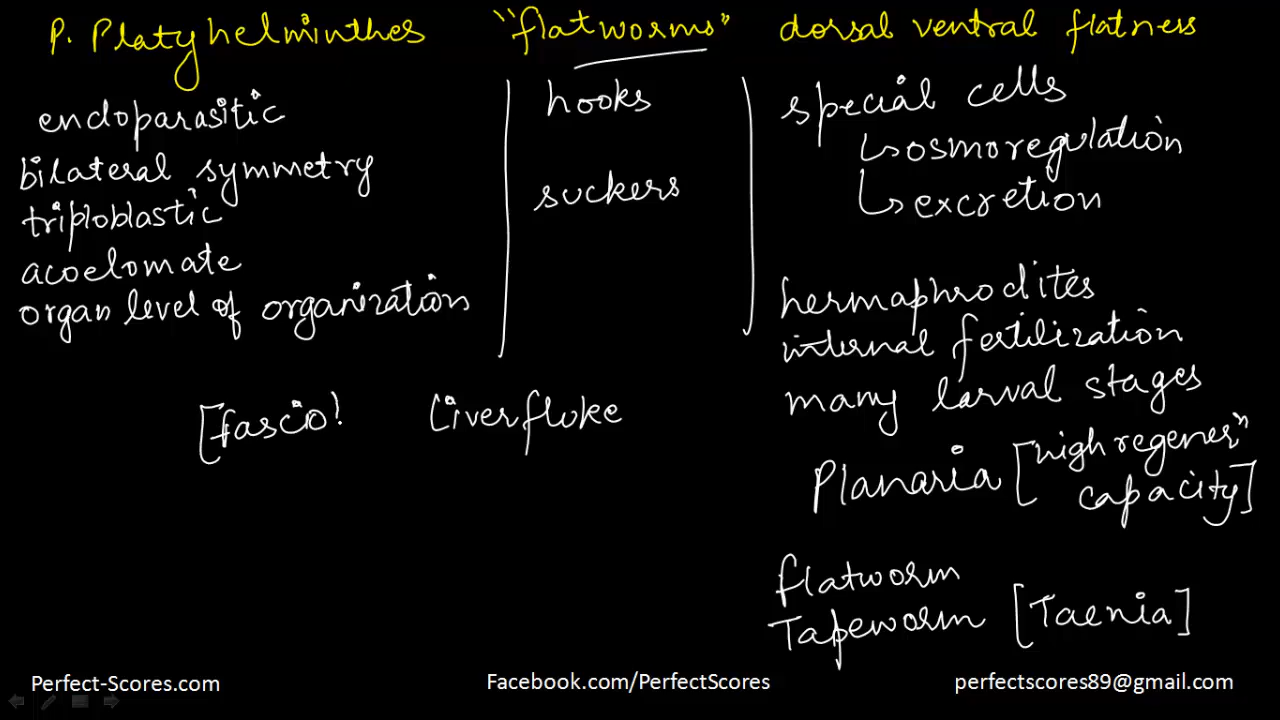 P. Platyhelminthes "flatworms" dorsal ventral flatness
endoparasitic
bilateral symmetry
triploblastic
acoelomate
organ level of organization
hooks
suckers
special cells
↳osmoregulation
↳excretion
hermaphrodites
internal fertilization
many larval stages
Planaria [high regenerⁿ
capacity]
[fascio! Liverfluke
flatworm
Tapeworm [Taenia]
Perfect-Scores.com Facebook.com/PerfectScores perfectscores89@gmail.com